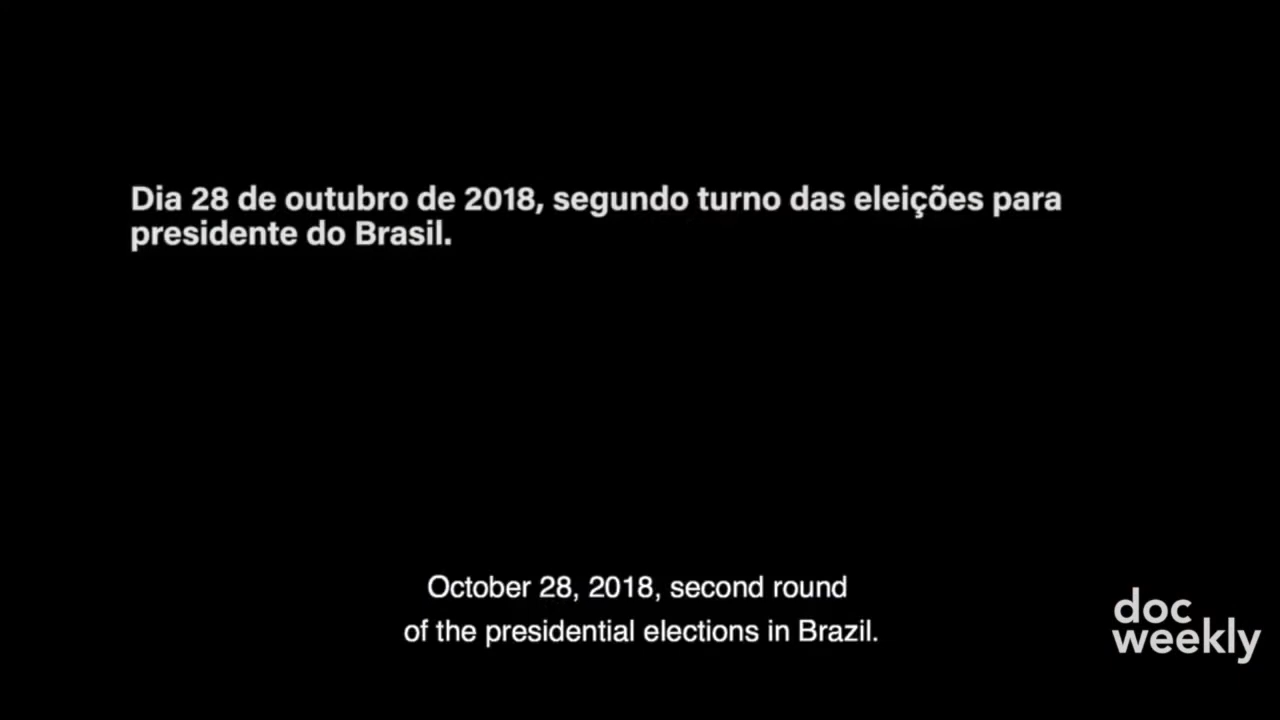 Dia 28 de outubro de 2018, segundo turno das eleições para
presidente do Brasil.
October 28, 2018, second round
of the presidential elections in Brazil.
doc
weekly